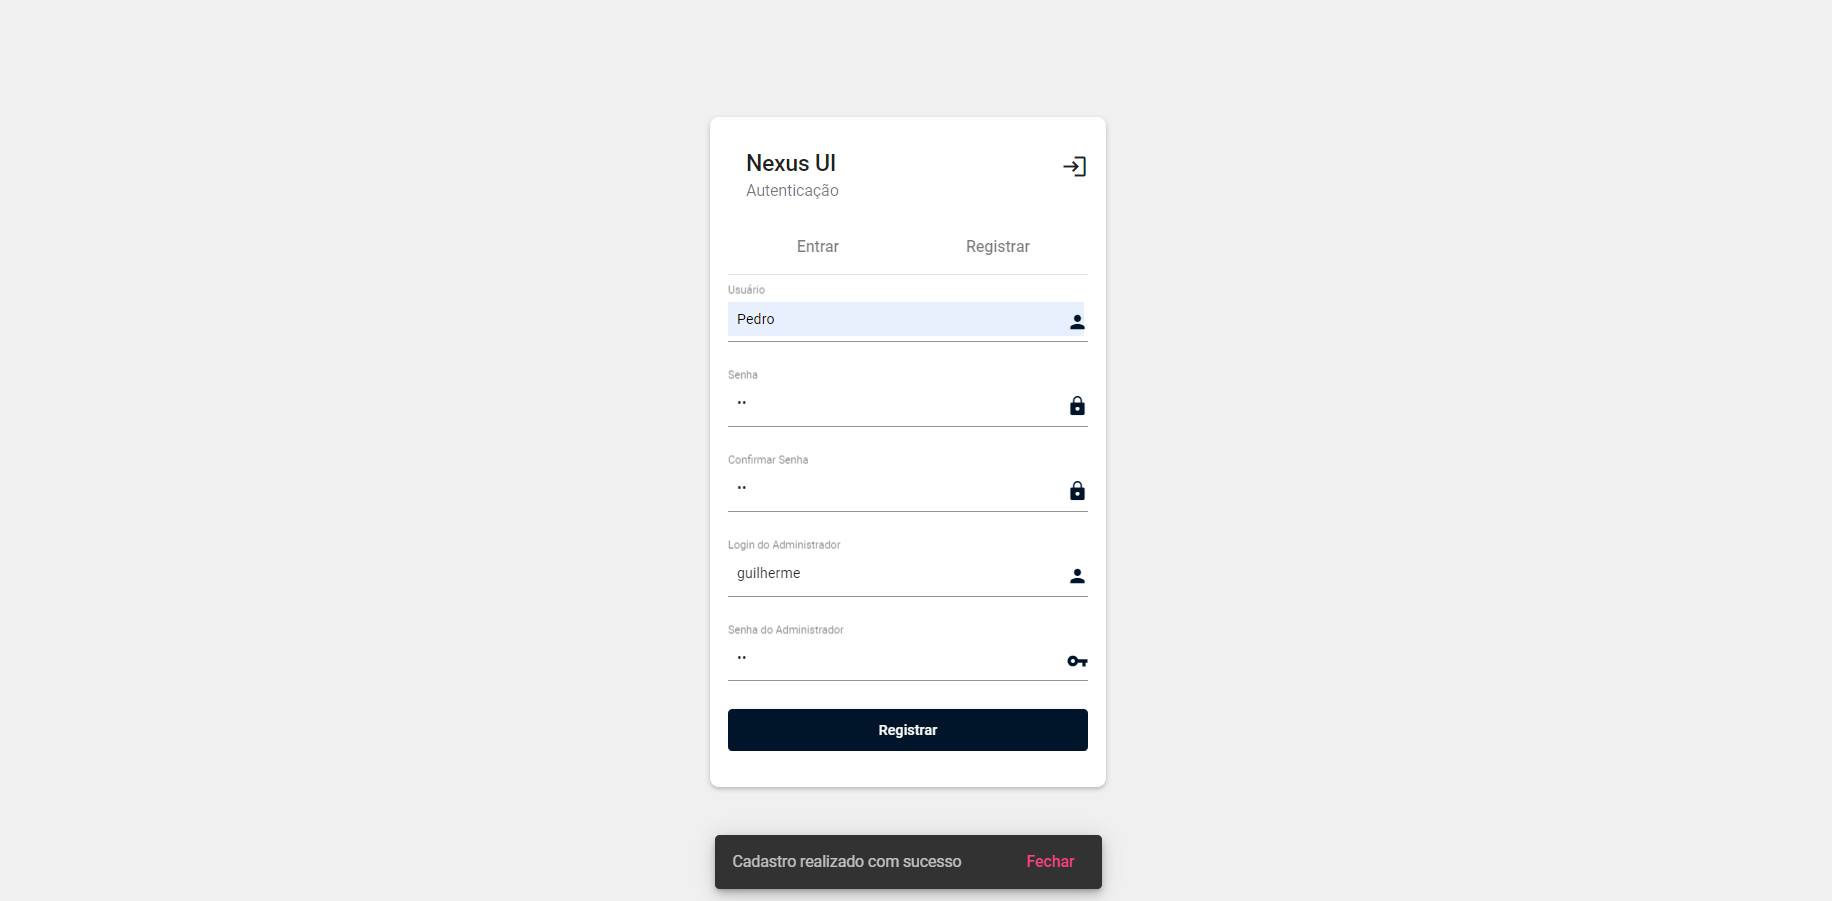 Nexus UI
Autenticação
Entrar Registrar
Usuário
Pedro
Senha
••
Confirmar Senha
••
Login do Administrador
guilherme
Senha do Administrador
••
Registrar
Cadastro realizado com sucesso Fechar